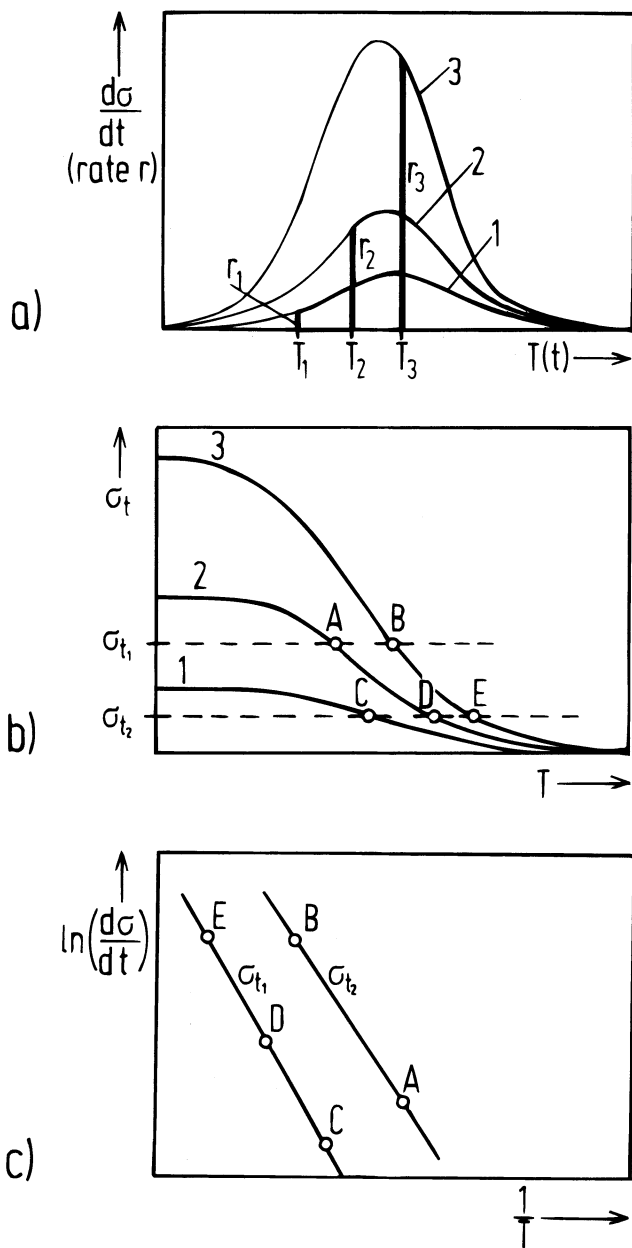 a)
dσ
dt
(rate r)
3
2
1
r₃
r₂
r₁
T₁ T₂ T₃ T(t)
b)
σₜ
3
2
1
A B
σₜ₁
C D E
σₜ₂
T
c)
ln(dσ/dt)
E B
σₜ₁ σₜ₂
D
A
C
1
T